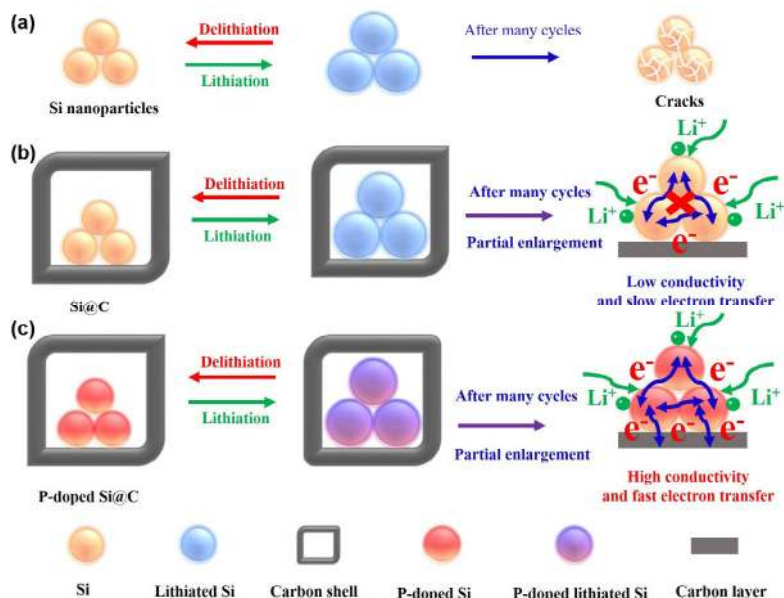 (a)
Delithiation
Lithiation
After many cycles
Si nanoparticles
Cracks
(b)
Delithiation
Lithiation
After many cycles
Partial enlargement
Li⁺
e⁻ e⁻
Li⁺ Li⁺
e⁻
Si@C
Low conductivity
and slow electron transfer
(c)
Delithiation
Lithiation
After many cycles
Partial enlargement
Li⁺
e⁻ e⁻
Li⁺ Li⁺
e⁻ e⁻ e⁻
P-doped Si@C
High conductivity
and fast electron transfer
Si
Lithiated Si
Carbon shell
P-doped Si
P-doped lithiated Si
Carbon layer